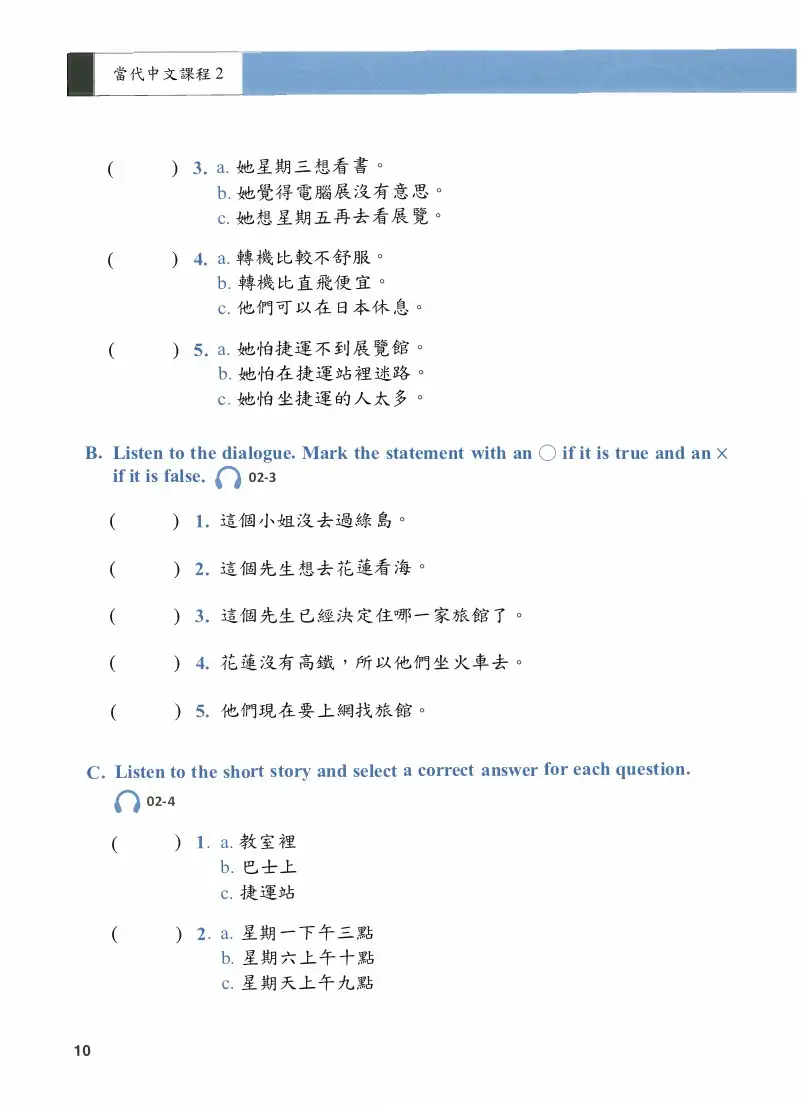 當代中文課程 2
( ) 3. a. 她星期三想看書。
b. 她覺得電腦展沒有意思。
c. 她想星期五再去看展覽。
( ) 4. a. 轉機比較不舒服。
b. 轉機比直飛便宜。
c. 他們可以在日本休息。
( ) 5. a. 她怕捷運不到展覽館。
b. 她怕在捷運站裡迷路。
c. 她怕坐捷運的人太多。
B. Listen to the dialogue. Mark the statement with an ○ if it is true and an ×
if it is false. 02-3
( ) 1. 這個小姐沒去過綠島。
( ) 2. 這個先生想去花蓮看海。
( ) 3. 這個先生已經決定住哪一家旅館了。
( ) 4. 花蓮沒有高鐵，所以他們坐火車去。
( ) 5. 他們現在要上網找旅館。
C. Listen to the short story and select a correct answer for each question.
02-4
( ) 1. a. 教室裡
b. 巴士上
c. 捷運站
( ) 2. a. 星期一下午三點
b. 星期六上午十點
c. 星期天上午九點
10